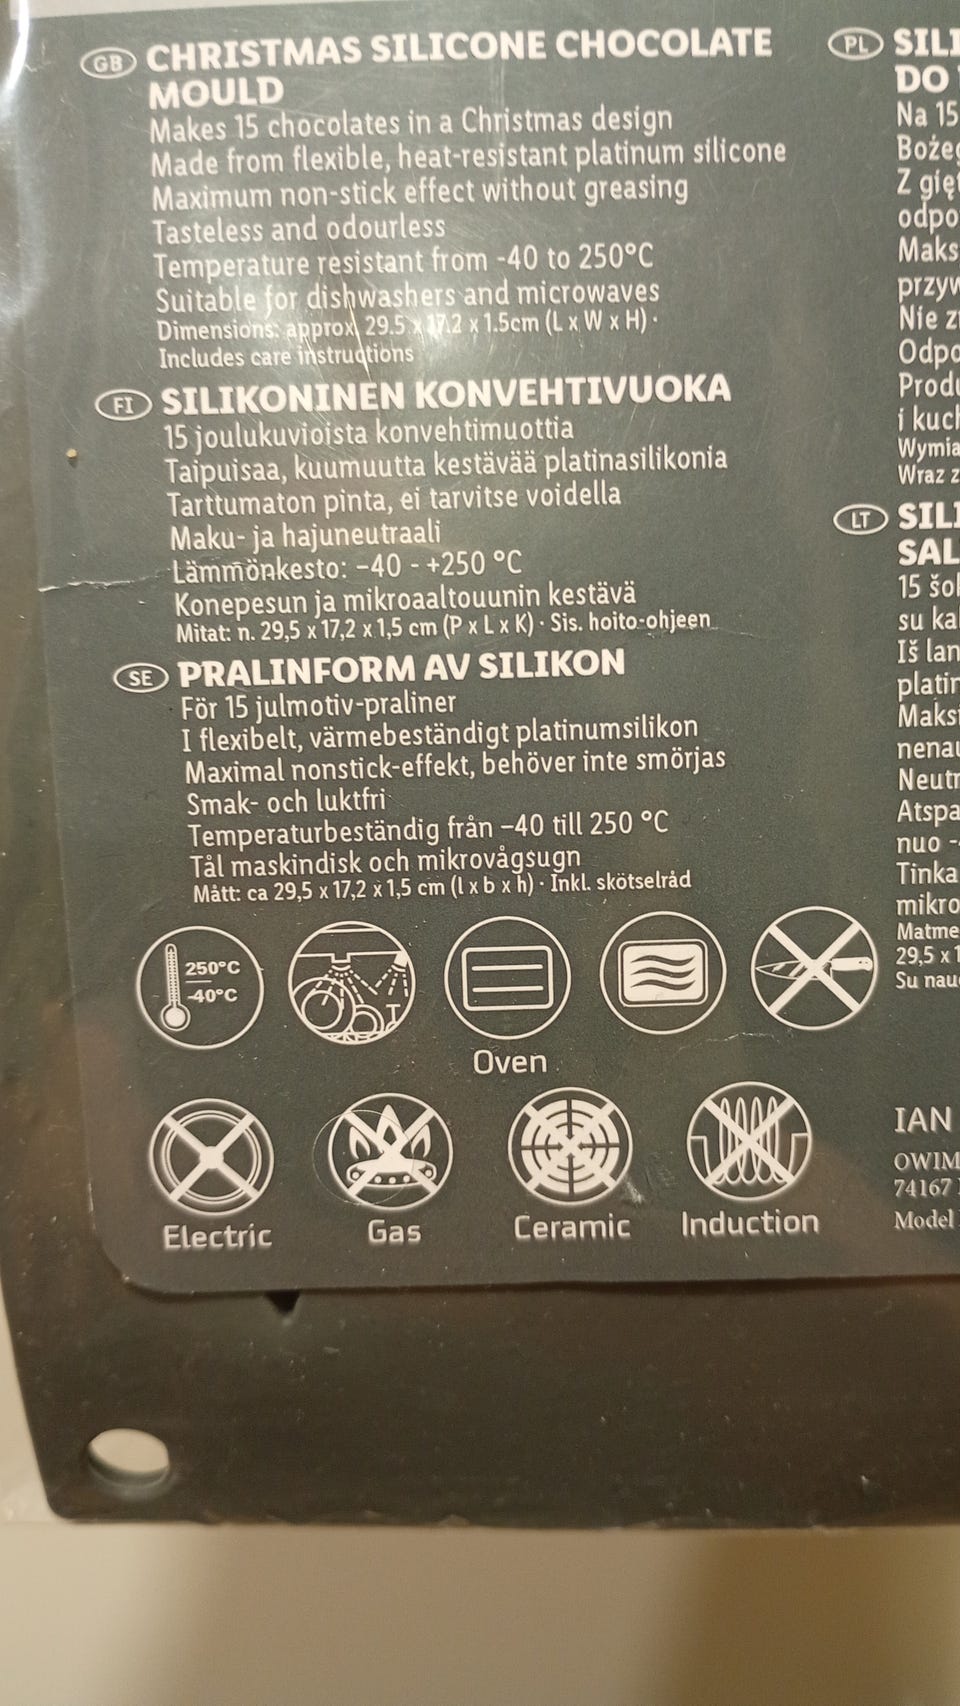 GB CHRISTMAS SILICONE CHOCOLATE
MOULD
Makes 15 chocolates in a Christmas design
Made from flexible, heat-resistant platinum silicone
Maximum non-stick effect without greasing
Tasteless and odourless
Temperature resistant from -40 to 250°C
Suitable for dishwashers and microwaves
Dimensions: approx. 29.5 x 17.2 x 1.5cm (L x W x H) ·
Includes care instructions
FI SILIKONINEN KONVEHTIVUOKA
15 joulukuvioista konvehtimuottia
Taipuisaa, kuumuutta kestävää platinasilikonia
Tarttumaton pinta, ei tarvitse voidella
Maku- ja hajuneutraali
Lämmönkesto: –40 - +250 °C
Konepesun ja mikroaaltouunin kestävä
Mitat: n. 29,5 x 17,2 x 1,5 cm (P x L x K) · Sis. hoito-ohjeen
SE PRALINFORM AV SILIKON
För 15 julmotiv-praliner
I flexibelt, värmebeständigt platinumsilikon
Maximal nonstick-effekt, behöver inte smörjas
Smak- och luktfri
Temperaturbeständig från –40 till 250 °C
Tål maskindisk och mikrovågsugn
Mått: ca 29,5 x 17,2 x 1,5 cm (l x b x h) · Inkl. skötselråd
250°C
-40°C
Oven
Electric Gas Ceramic Induction
PL SILI
DO
Na 15
Bożeg
Z gięt
odpo
Maks
przyw
Nie z
Odpo
Produ
i kuch
Wymia
Wraz z
LT SILI
SAL
15 šok
su kal
Iš lan
platin
Maksi
nenau
Neutr
Atspa
nuo -
Tinka
mikro
Matme
29,5 x 1
Su nau
IAN
OWIM
74167
Model